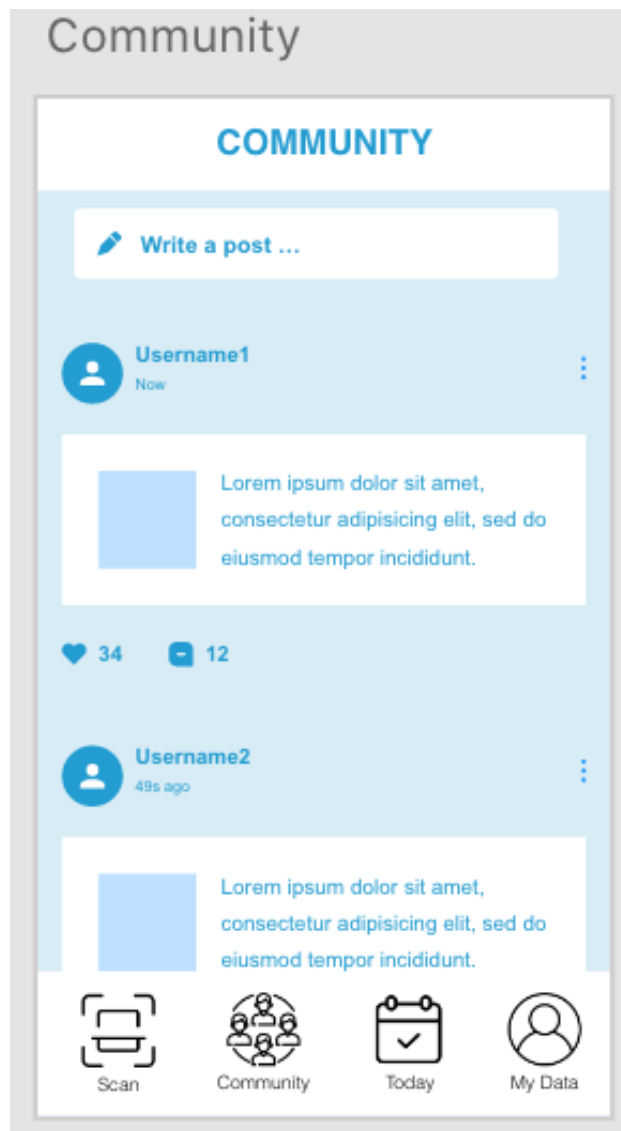 Community
COMMUNITY
Write a post ...
Username1
Now
Lorem ipsum dolor sit amet,
consectetur adipisicing elit, sed do
eiusmod tempor incididunt.
34 12
Username2
49s ago
Lorem ipsum dolor sit amet,
consectetur adipisicing elit, sed do
eiusmod tempor incididunt.
Scan Community Today My Data